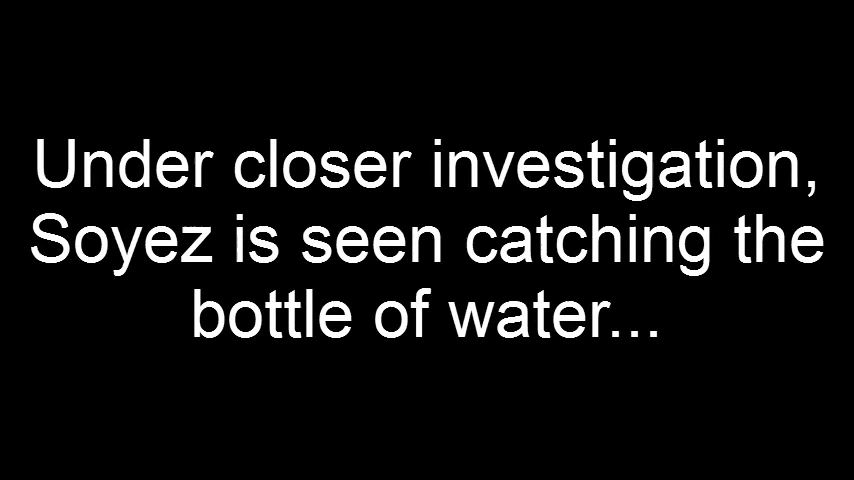 Under closer investigation,
Soyez is seen catching the
bottle of water...